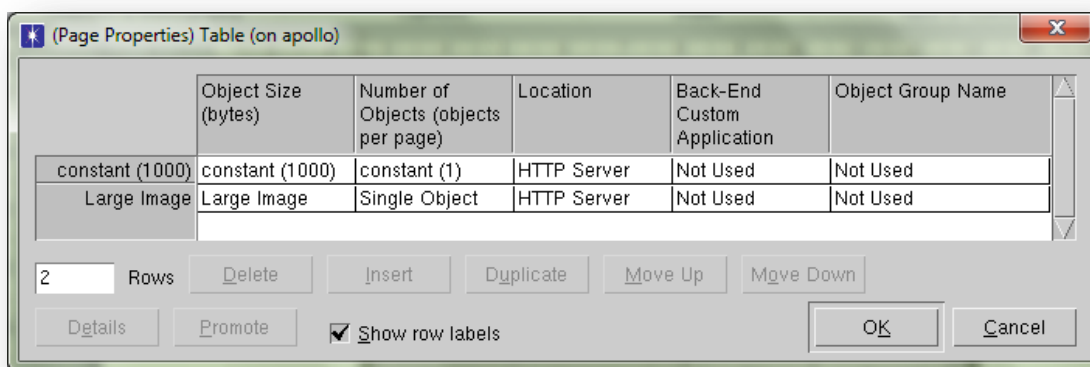 (Page Properties) Table (on apollo)
Object Size (bytes) Number of Objects (objects per page) Location Back-End Custom Application Object Group Name
constant (1000) constant (1000) constant (1) HTTP Server Not Used Not Used
Large Image Large Image Single Object HTTP Server Not Used Not Used
2 Rows Delete Insert Duplicate Move Up Move Down
Details Promote Show row labels OK Cancel